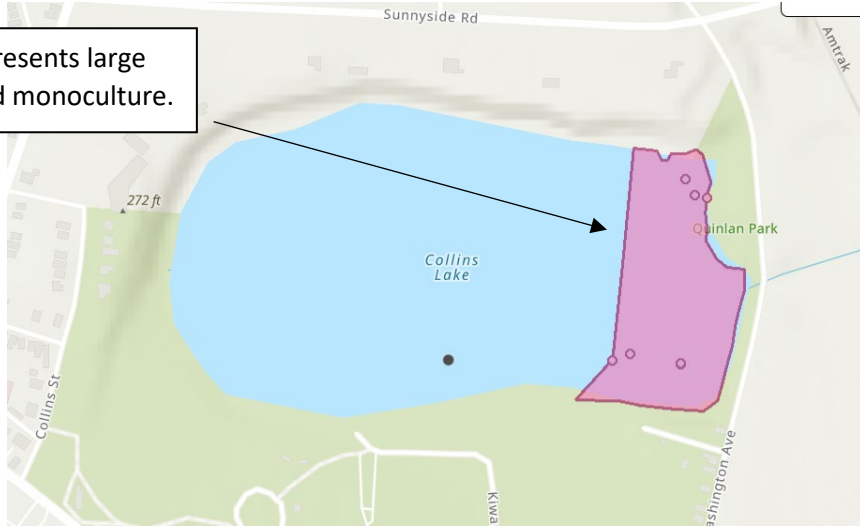 Sunnyside Rd
Amtrak
resents large
d monoculture.
272 ft
Quinlan Park
Collins
Lake
Collins St
ashington Ave
Kiwa